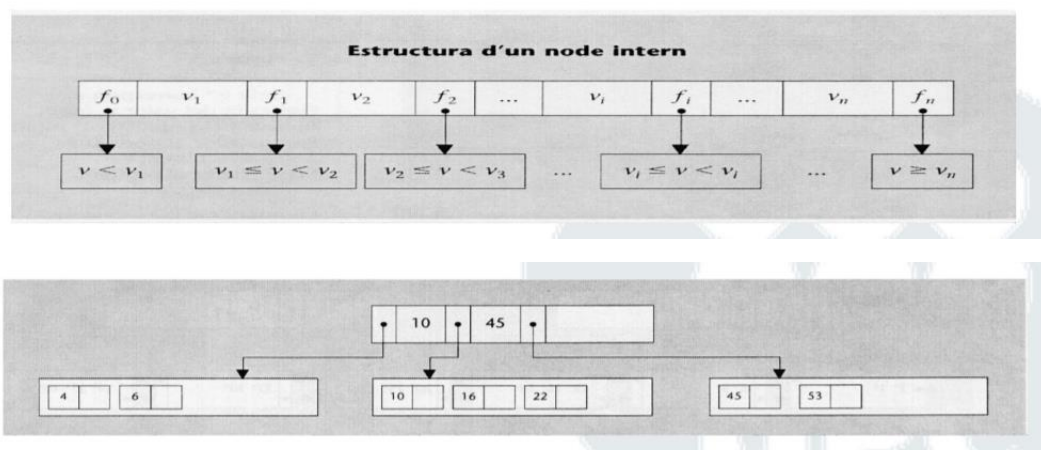 Estructura d'un node intern
f₀ v₁ f₁ v₂ f₂ ... vᵢ fᵢ ... vₙ fₙ
v < v₁ v₁ ≤ v < v₂ v₂ ≤ v < v₃ ... vᵢ ≤ v < vᵢ ... v ≧ vₙ
10 45
4 6 10 16 22 45 53